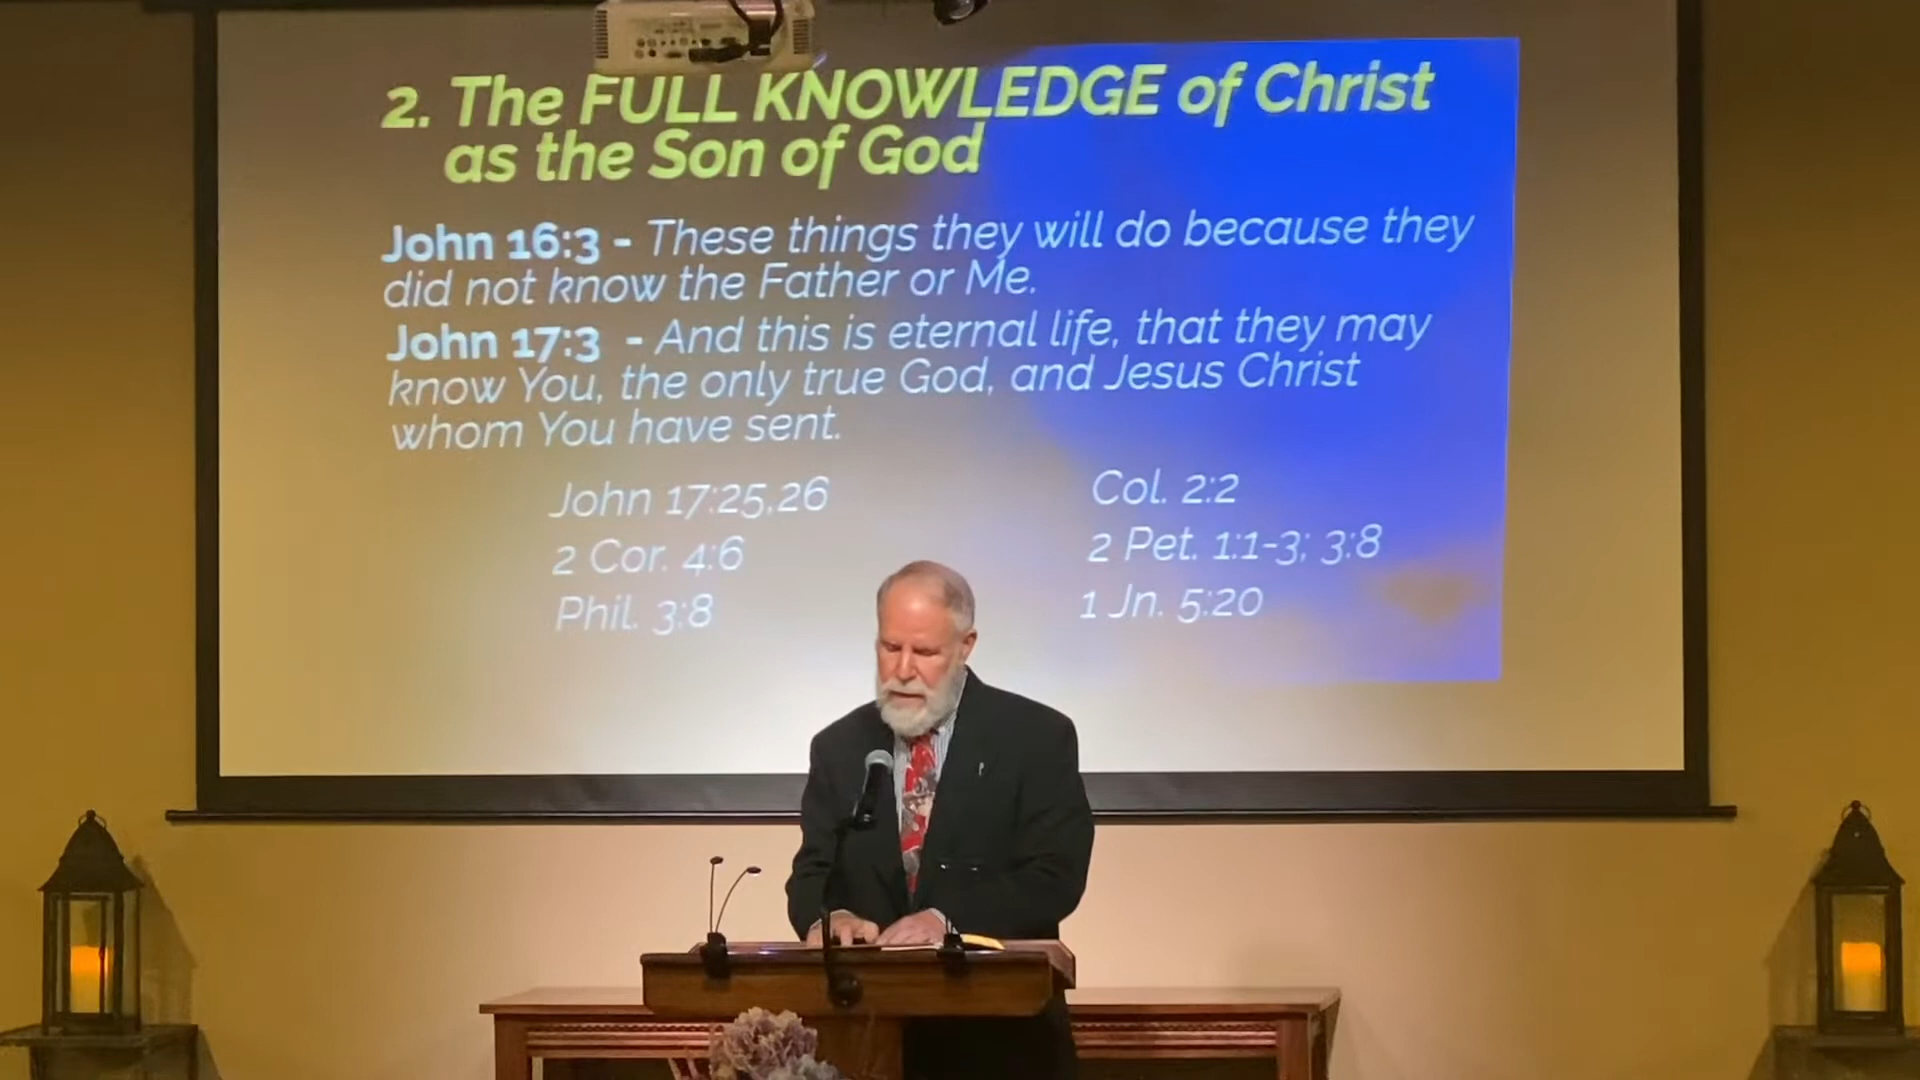 2. The FULL KNOWLEDGE of Christ
as the Son of God
John 16:3 - These things they will do because they
did not know the Father or Me.
John 17:3 - And this is eternal life, that they may
know You, the only true God, and Jesus Christ
whom You have sent.
John 17:25,26
2 Cor. 4:6
Phil. 3:8
Col. 2:2
2 Pet. 1:1-3; 3:8
1 Jn. 5:20